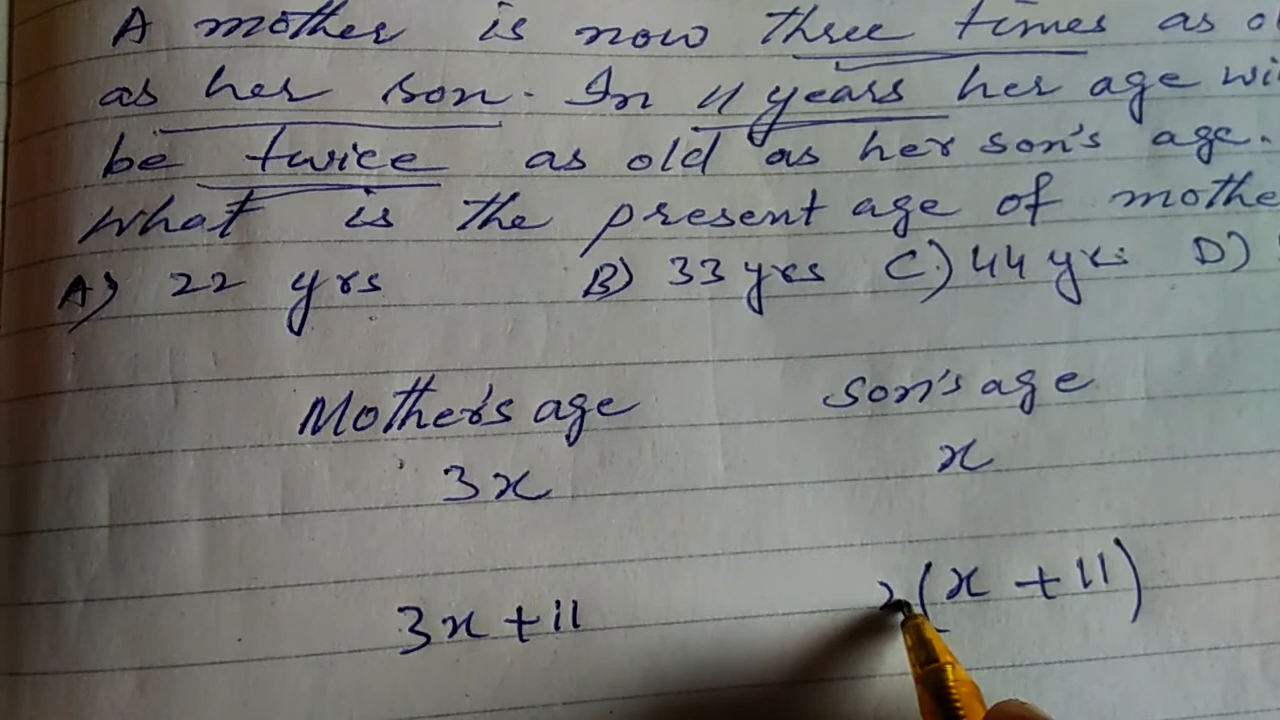 A mother is now three times as
as her son. In 11 years her age
be twice as old as her son's age.
what is the present age of
A) 22 yrs B) 33 yrs C) 44 yrs D)
Mother's age son's age
3x x
3x + 11 2(x + 11)